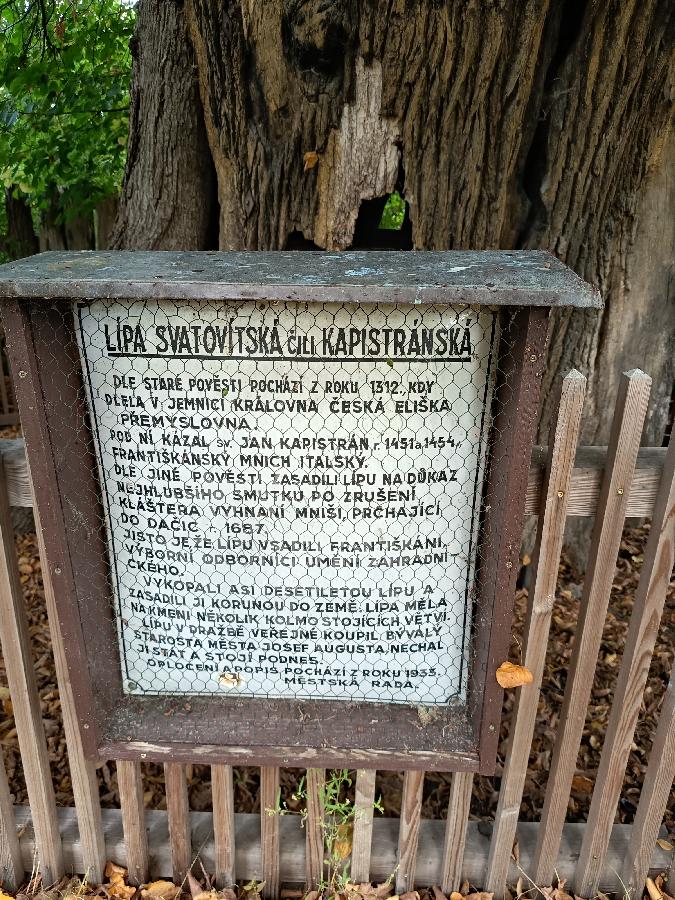 LÍPA SVATOVÍTSKÁ ČILI KAPISTRÁNSKÁ
DLE STARÉ POVĚSTI POCHÁZÍ Z ROKU 1312, KDY
DLELA V JEMNICI KRÁLOVNA ČESKÁ ELIŠKA
PŘEMYSLOVNA.
POD NÍ KÁZAL SV. JAN KAPISTRÁN r. 1451 a 1454,
FRANTIŠKÁNSKÝ MNICH ITALSKÝ.
DLE JINÉ POVĚSTI ZASADILI LÍPU NA DŮKAZ
NEJHLUBŠÍHO SMUTKU PO ZRUŠENÍ
KLÁŠTERA VYHNANÍ MNIŠI, PRCHAJÍCÍ
DO DAČIC r. 1687.
JISTO JE, ŽE LÍPU VSADILI FRANTIŠKÁNI,
VÝBORNÍ ODBORNÍCI UMĚNÍ ZAHRADNI-
CKÉHO.
VYKOPALI ASI DESETILETOU LÍPU A
ZASADILI JI KORUNOU DO ZEMĚ. LÍPA MĚLA
NA KMENI NĚKOLIK KOLMO STOJÍCÍCH VĚTVÍ.
LÍPU V DRAŽBĚ VEŘEJNÉ KOUPIL BÝVALÝ
STAROSTA MĚSTA JOSEF AUGUSTA, NECHAL
JI STÁT A STOJÍ PODNES.
OPLOCENÍ A POPIS POCHÁZÍ Z ROKU 1933.
MĚSTSKÁ RADA.